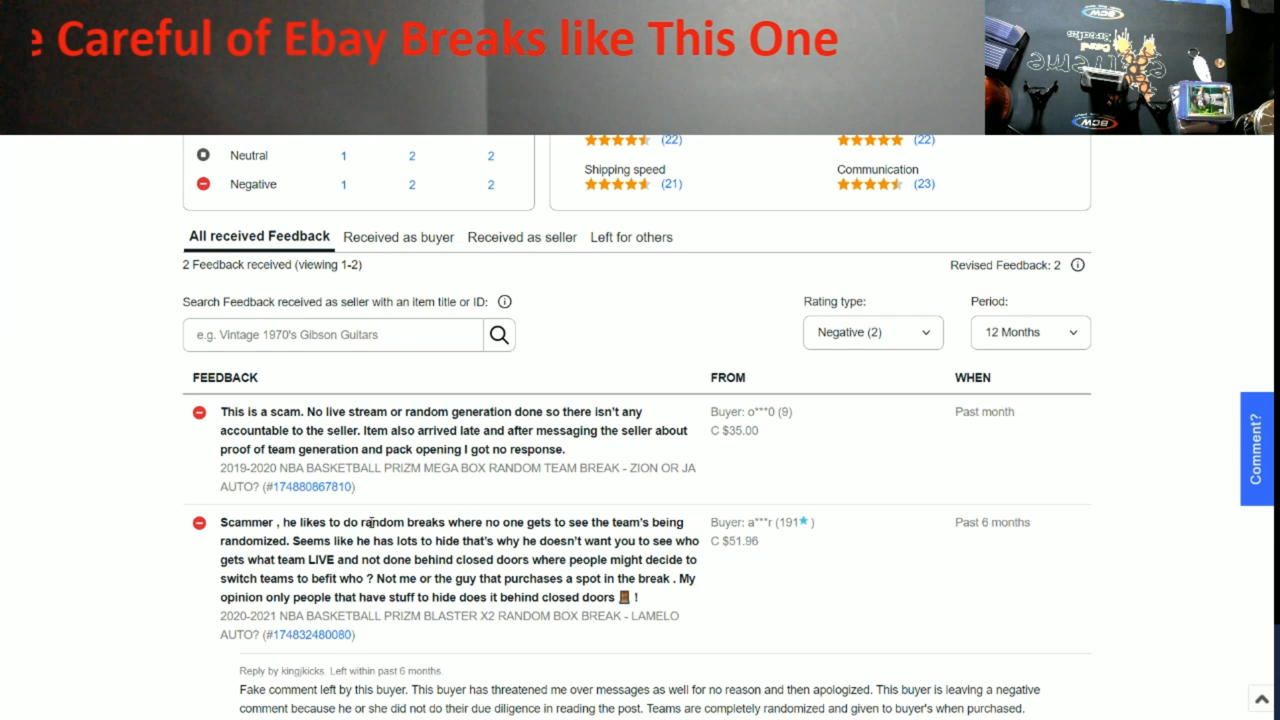 e Careful of Ebay Breaks like This One
BCW
BCW
(22)
(22)
Neutral 1 2 2
Shipping speed
Communication
Negative 1 2 2
(21)
(23)
All received Feedback Received as buyer Received as seller Left for others
2 Feedback received (viewing 1-2)
Revised Feedback: 2
Search Feedback received as seller with an item title or ID:
Rating type:
Period:
e.g. Vintage 1970's Gibson Guitars
Negative (2)
12 Months
FEEDBACK FROM WHEN
This is a scam. No live stream or random generation done so there isn't any
accountable to the seller. Item also arrived late and after messaging the seller about
proof of team generation and pack opening I got no response.
2019-2020 NBA BASKETBALL PRIZM MEGA BOX RANDOM TEAM BREAK - ZION OR JA
AUTO? (#174880867810)
Buyer: o***0 (9)
C $35.00
Past month
Comment?
Scammer , he likes to do random breaks where no one gets to see the team's being
randomized. Seems like he has lots to hide that's why he doesn't want you to see who
gets what team LIVE and not done behind closed doors where people might decide to
switch teams to befit who ? Not me or the guy that purchases a spot in the break . My
opinion only people that have stuff to hide does it behind closed doors 🚪 !
2020-2021 NBA BASKETBALL PRIZM BLASTER X2 RANDOM BOX BREAK - LAMELO
AUTO? (#174832480080)
Buyer: a***r (191★)
C $51.96
Past 6 months
Reply by kingjkicks. Left within past 6 months.
Fake comment left by this buyer. This buyer has threatened me over messages as well for no reason and then apologized. This buyer is leaving a negative
comment because he or she did not do their due diligence in reading the post. Teams are completely randomized and given to buyer's when purchased.